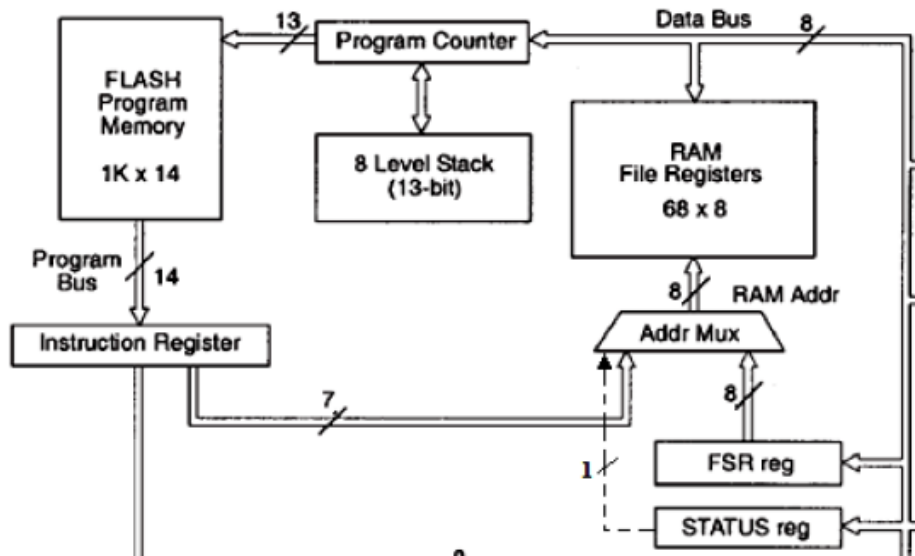 13
Program Counter
Data Bus
8
FLASH
Program
Memory
1K x 14
8 Level Stack
(13-bit)
RAM
File Registers
68 x 8
Program
Bus
14
8
RAM Addr
Instruction Register
Addr Mux
7
8
1
FSR reg
STATUS reg